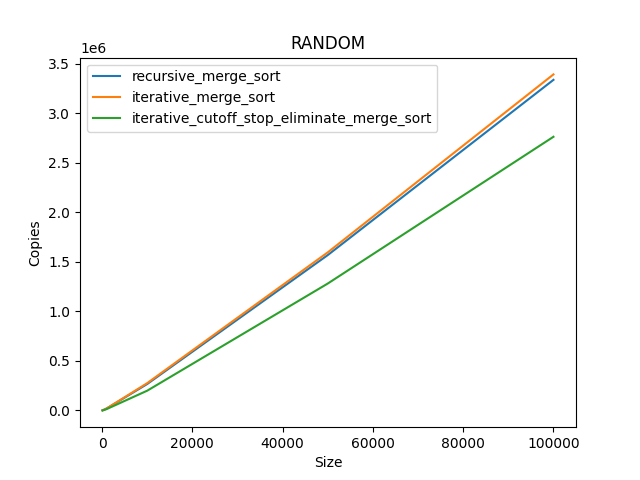 RANDOM
1e6
recursive_merge_sort
iterative_merge_sort
iterative_cutoff_stop_eliminate_merge_sort
3.5
3.0
2.5
2.0
1.5
1.0
0.5
0.0
Copies
0 20000 40000 60000 80000 100000
Size